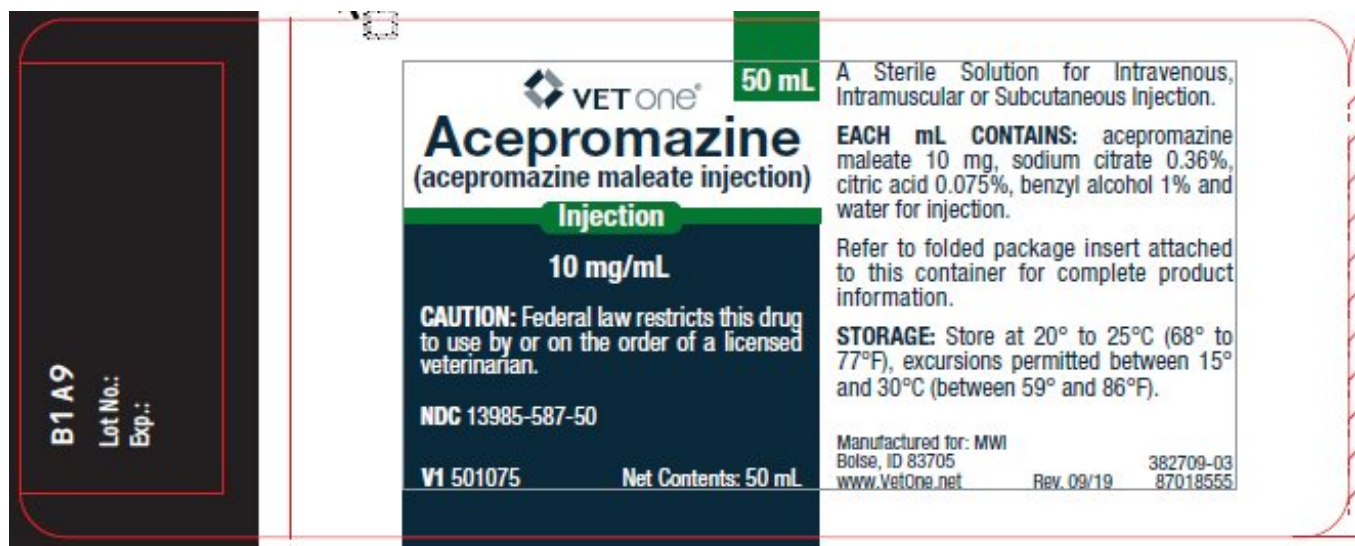 B1 A9
Lot No.:
Exp.:
50 mL
VET one®
Acepromazine
(acepromazine maleate injection)
Injection
10 mg/mL
CAUTION: Federal law restricts this drug
to use by or on the order of a licensed
veterinarian.
NDC 13985-587-50
V1 501075 Net Contents: 50 mL
A Sterile Solution for Intravenous,
Intramuscular or Subcutaneous Injection.
EACH mL CONTAINS: acepromazine
maleate 10 mg, sodium citrate 0.36%,
citric acid 0.075%, benzyl alcohol 1% and
water for injection.
Refer to folded package insert attached
to this container for complete product
information.
STORAGE: Store at 20° to 25°C (68° to
77°F), excursions permitted between 15°
and 30°C (between 59° and 86°F).
Manufactured for: MWI
Boise, ID 83705 382709-03
www.VetOne.net Rev. 09/19 87018555